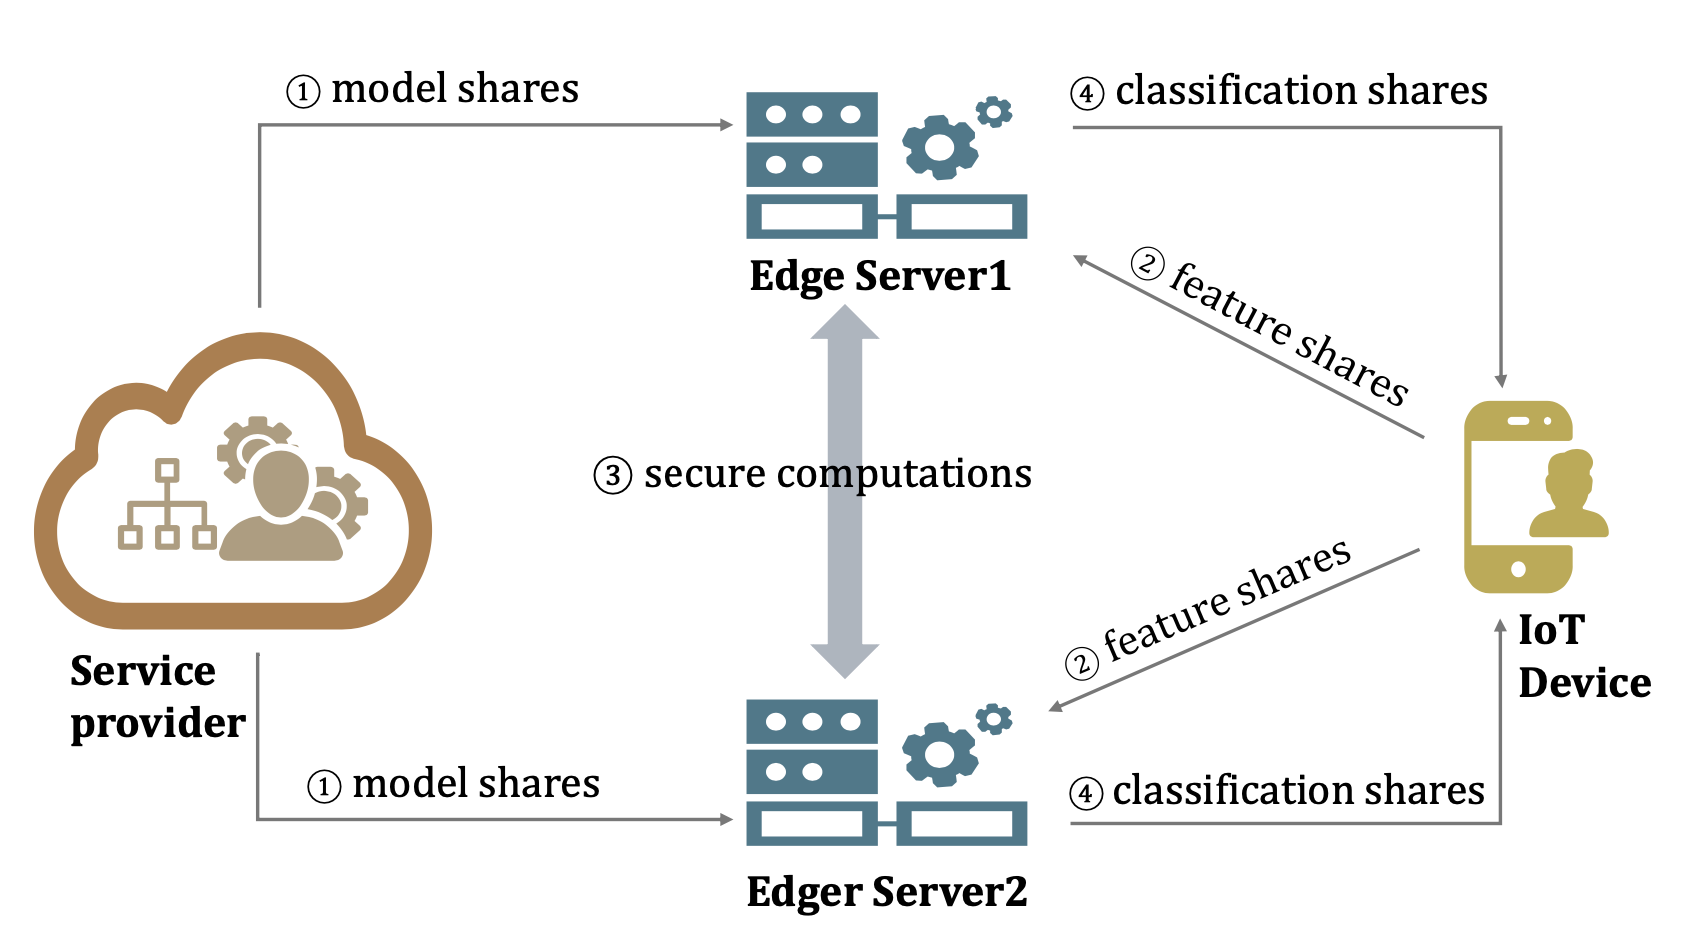 ① model shares
④ classification shares
Edge Server1
② feature shares
③ secure computations
② feature shares
IoT
Device
Service
provider
① model shares
④ classification shares
Edger Server2